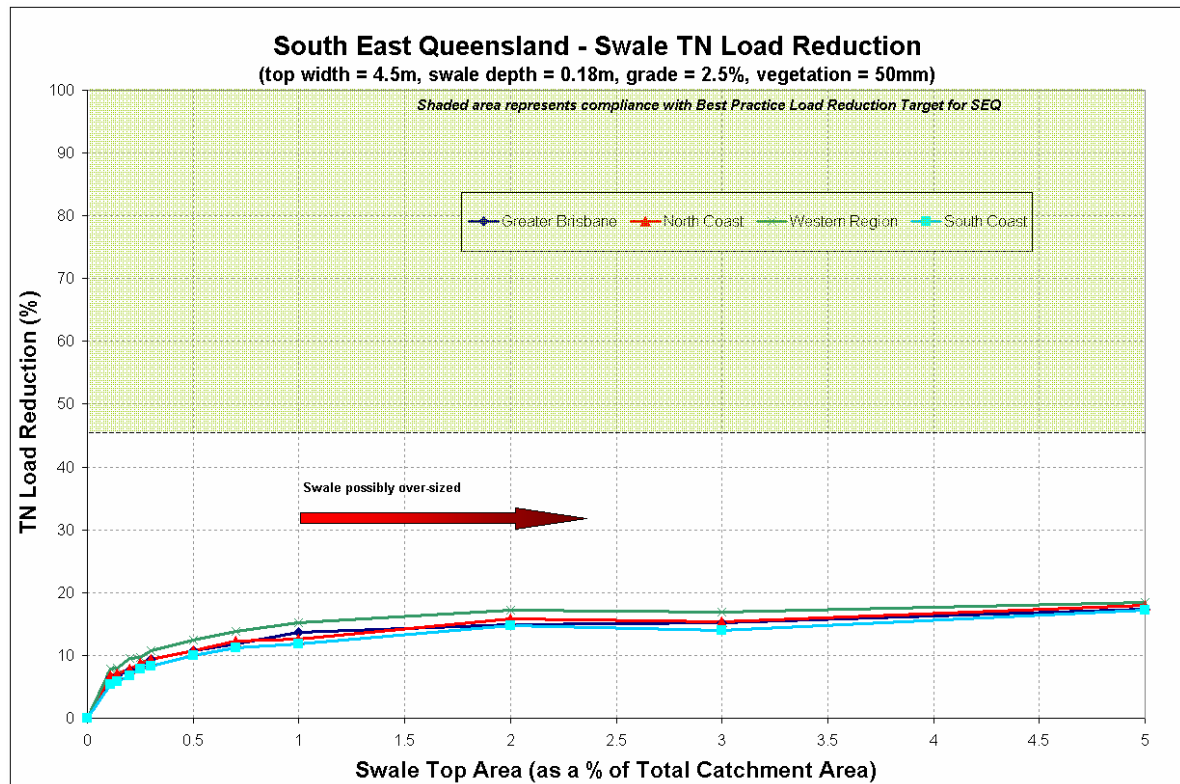 South East Queensland - Swale TN Load Reduction
(top width = 4.5m, swale depth = 0.18m, grade = 2.5%, vegetation = 50mm)
Shaded area represents compliance with Best Practice Load Reduction Target for SEQ
Greater Brisbane North Coast Western Region South Coast
TN Load Reduction (%)
100
90
80
70
60
50
40
30
20
10
0
Swale possibly over-sized
0 0.5 1 1.5 2 2.5 3 3.5 4 4.5 5
Swale Top Area (as a % of Total Catchment Area)